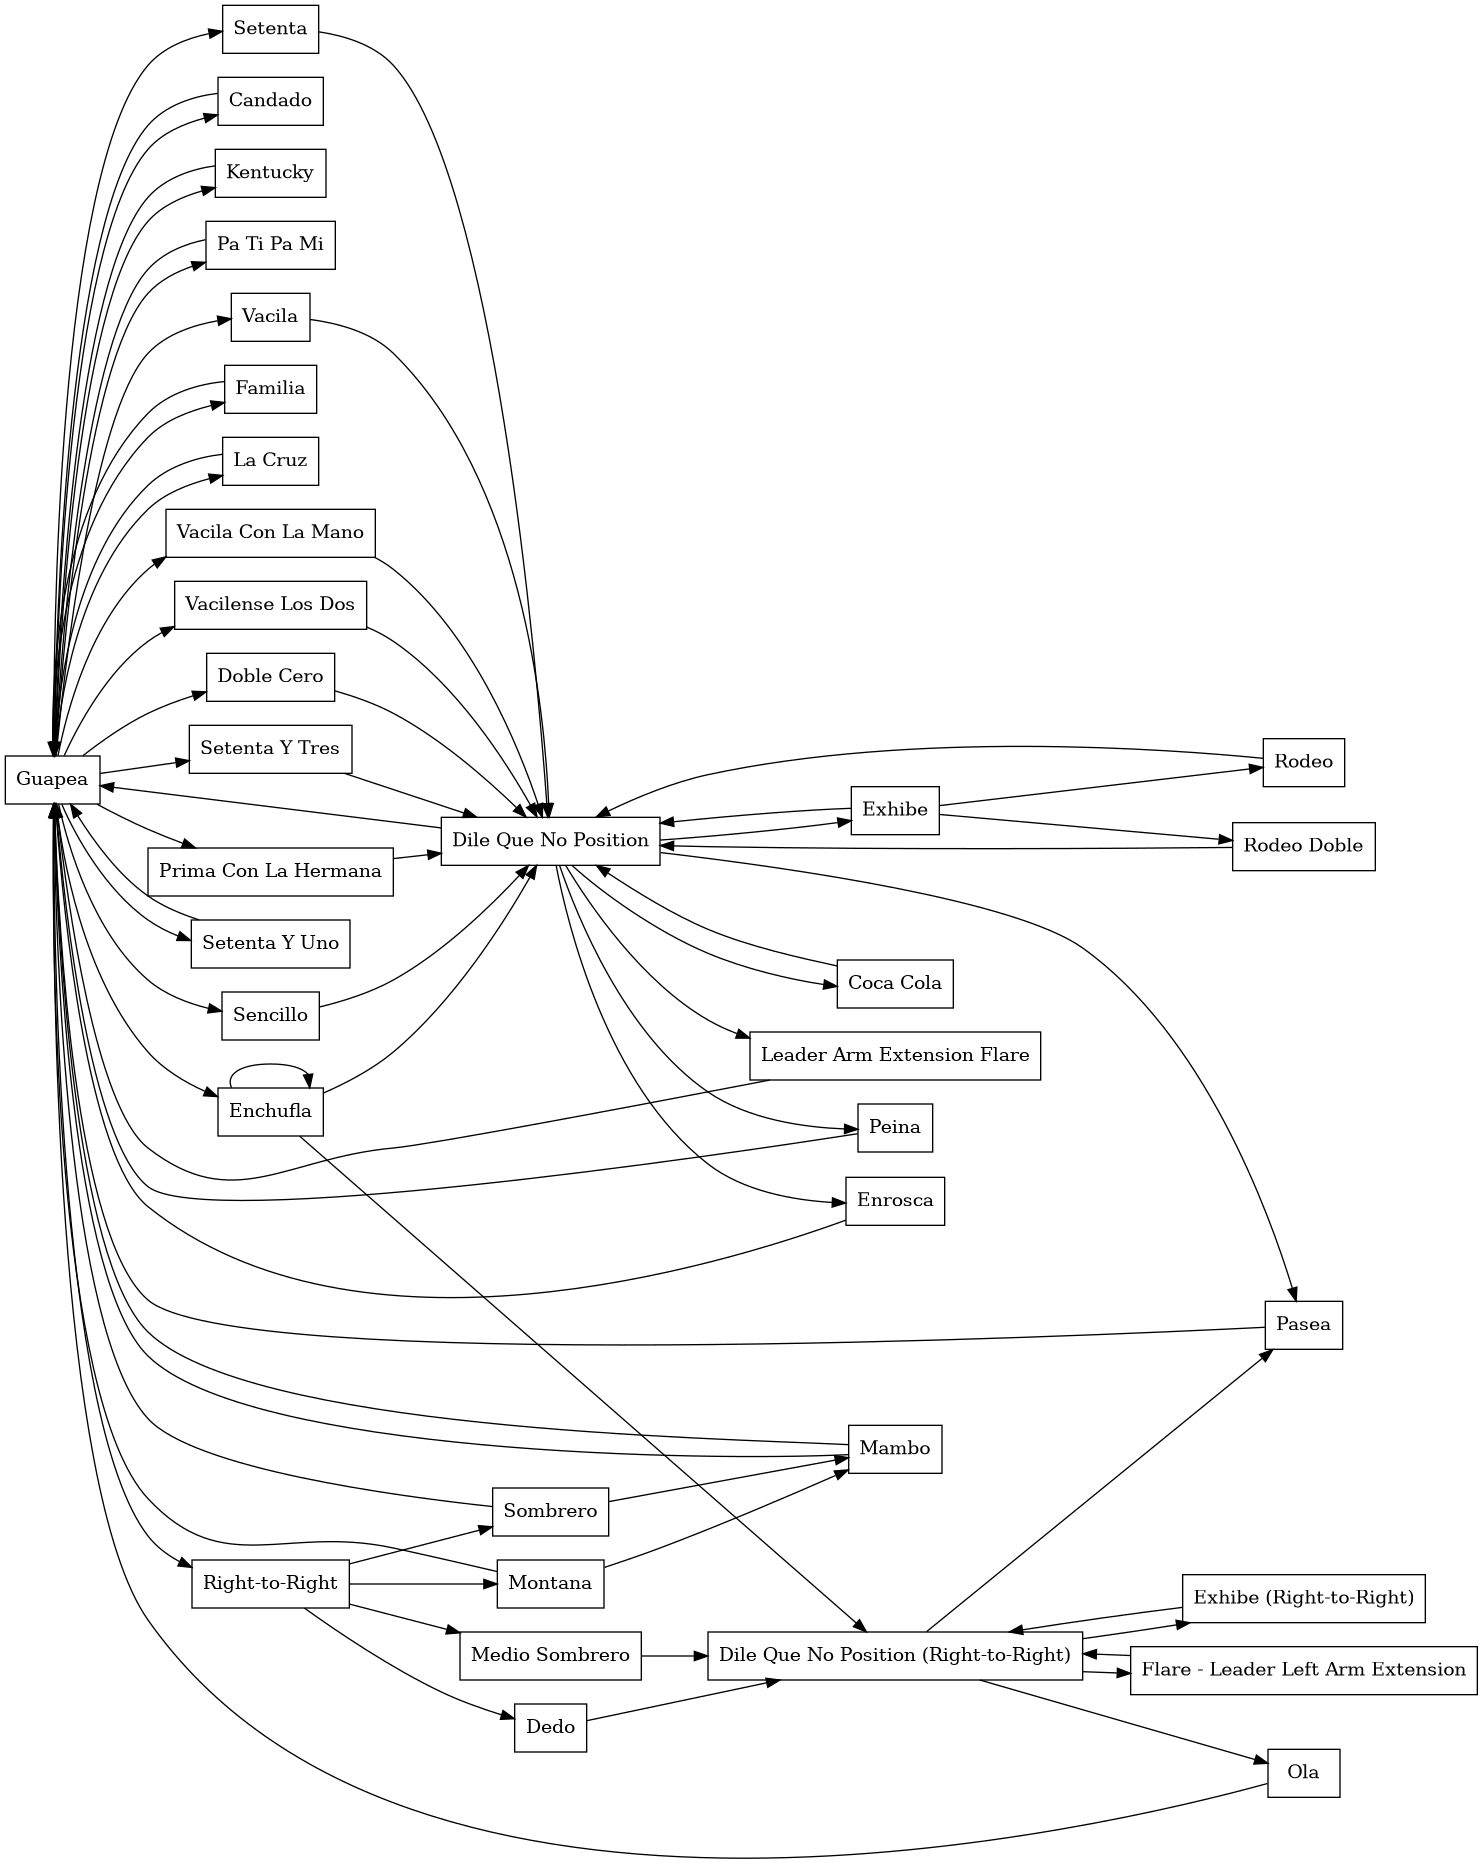 Setenta
Candado
Kentucky
Pa Ti Pa Mi
Vacila
Familia
La Cruz
Vacila Con La Mano
Vacilense Los Dos
Doble Cero
Setenta Y Tres
Guapea
Prima Con La Hermana
Setenta Y Uno
Sencillo
Enchufla
Right-to-Right
Dile Que No Position
Sombrero
Montana
Medio Sombrero
Dedo
Exhibe
Coca Cola
Leader Arm Extension Flare
Peina
Enrosca
Mambo
Dile Que No Position (Right-to-Right)
Rodeo
Rodeo Doble
Pasea
Exhibe (Right-to-Right)
Flare - Leader Left Arm Extension
Ola